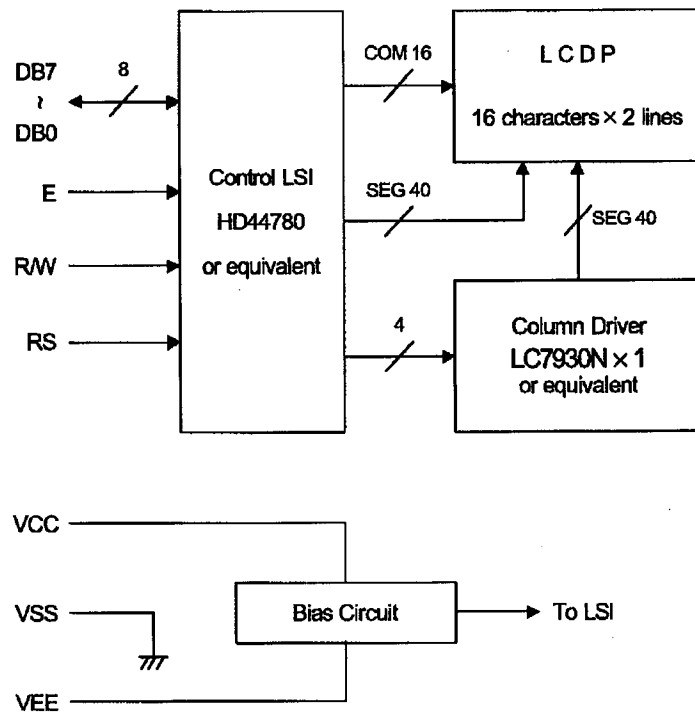 DB7
~
DB0
8
E
R/W
RS
Control LSI
HD44780
or equivalent
COM 16
SEG 40
4
L C D P
16 characters × 2 lines
SEG 40
Column Driver
LC7930N × 1
or equivalent
VCC
VSS
VEE
Bias Circuit
To LSI